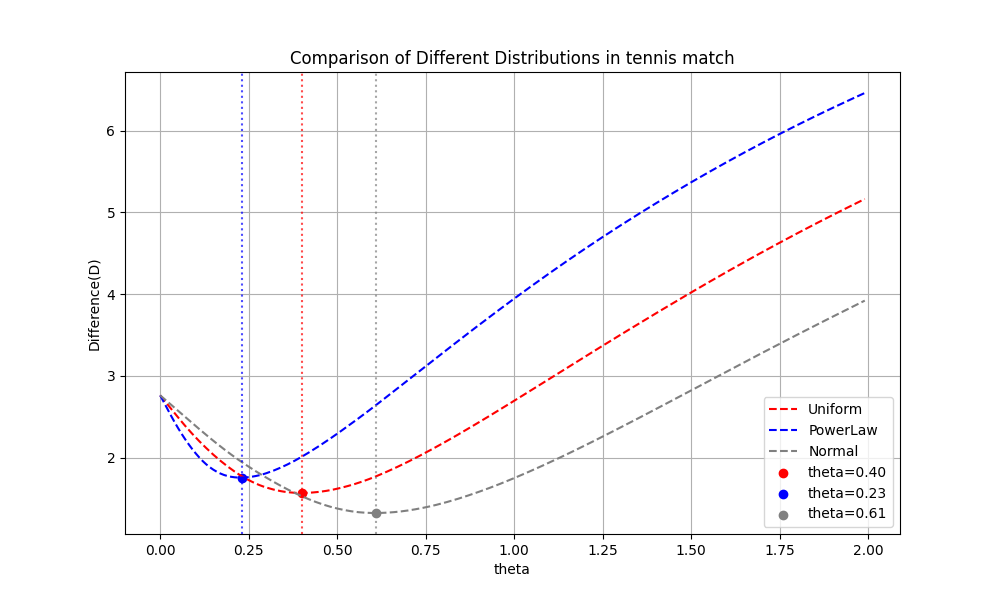 Comparison of Different Distributions in tennis match
Difference(D)
6
5
4
3
2
0.00 0.25 0.50 0.75 1.00 1.25 1.50 1.75 2.00
theta
Uniform
PowerLaw
Normal
theta=0.40
theta=0.23
theta=0.61